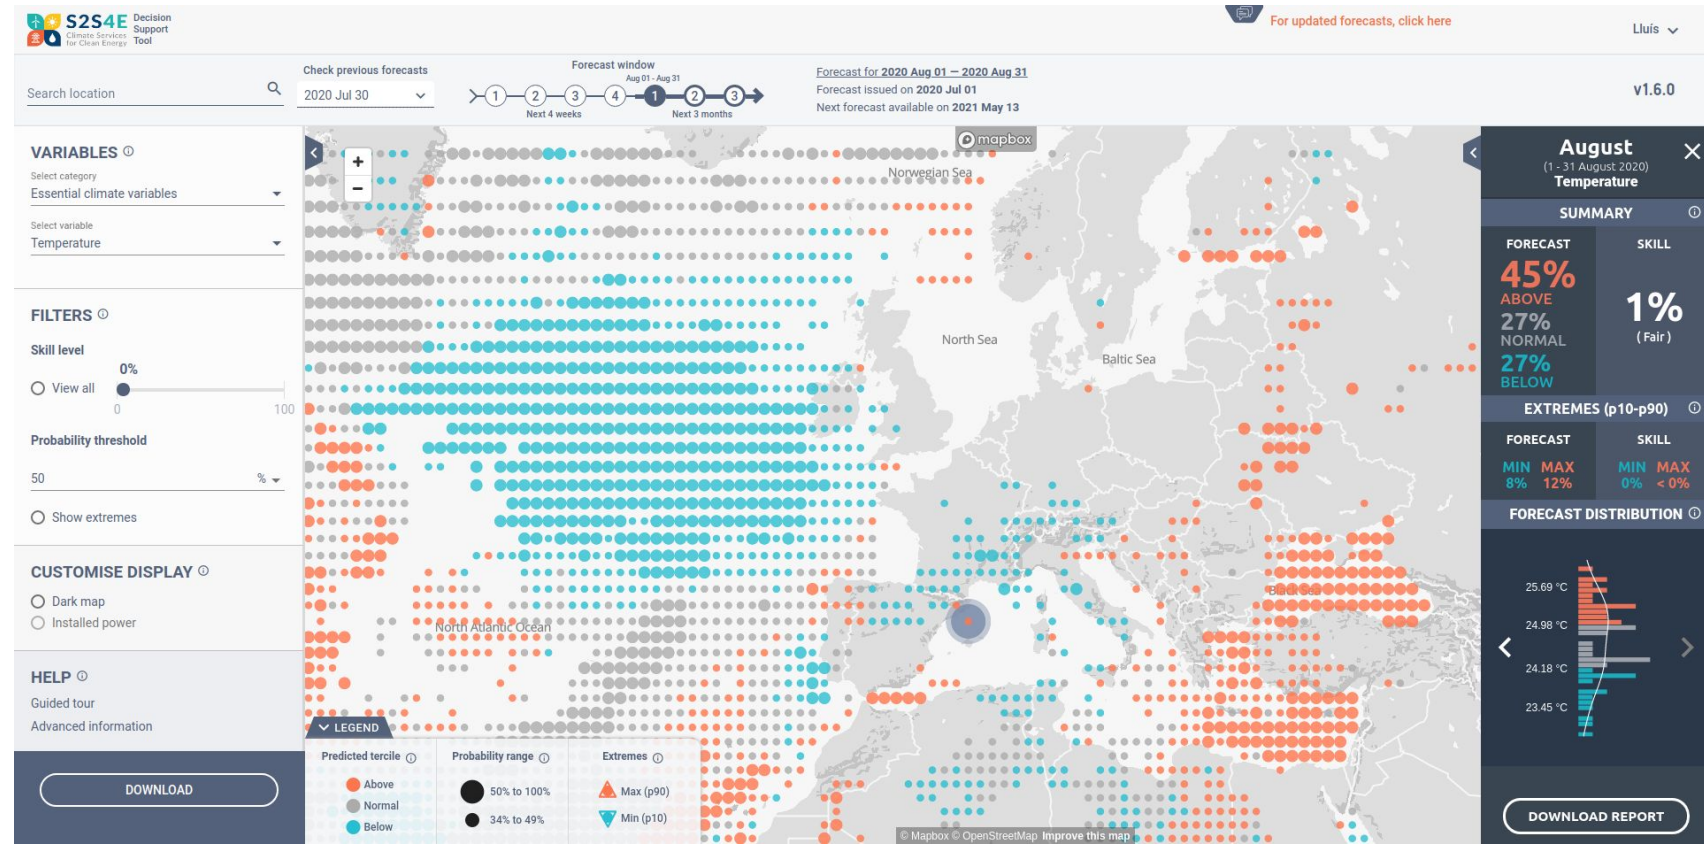 S2S4E
Climate Services
for Clean Energy
Decision
Support
Tool
For updated forecasts, click here
Lluís
Search location
Check previous forecasts
2020 Jul 30
Forecast window
Aug 01 - Aug 31
1 2 3 4 1 2 3
Next 4 weeks Next 3 months
Forecast for 2020 Aug 01 — 2020 Aug 31
Forecast issued on 2020 Jul 01
Next forecast available on 2021 May 13
v1.6.0
VARIABLES
Select category
Essential climate variables
Select variable
Temperature
FILTERS
Skill level
0%
View all
0 100
Probability threshold
50 %
Show extremes
CUSTOMISE DISPLAY
Dark map
Installed power
HELP
Guided tour
Advanced information
DOWNLOAD
+
−
mapbox
Norwegian Sea
North Sea
Baltic Sea
Black Sea
North Atlantic Ocean
LEGEND
Predicted tercile
Above
Normal
Below
Probability range
50% to 100%
34% to 49%
Extremes
Max (p90)
Min (p10)
© Mapbox © OpenStreetMap Improve this map
August
(1 - 31 August 2020)
Temperature
SUMMARY
FORECAST SKILL
45%
ABOVE
27%
NORMAL
27%
BELOW
1%
( Fair )
EXTREMES (p10-p90)
FORECAST SKILL
MIN MAX MIN MAX
8% 12% 0% < 0%
FORECAST DISTRIBUTION
25.69 °C
24.98 °C
24.18 °C
23.45 °C
DOWNLOAD REPORT